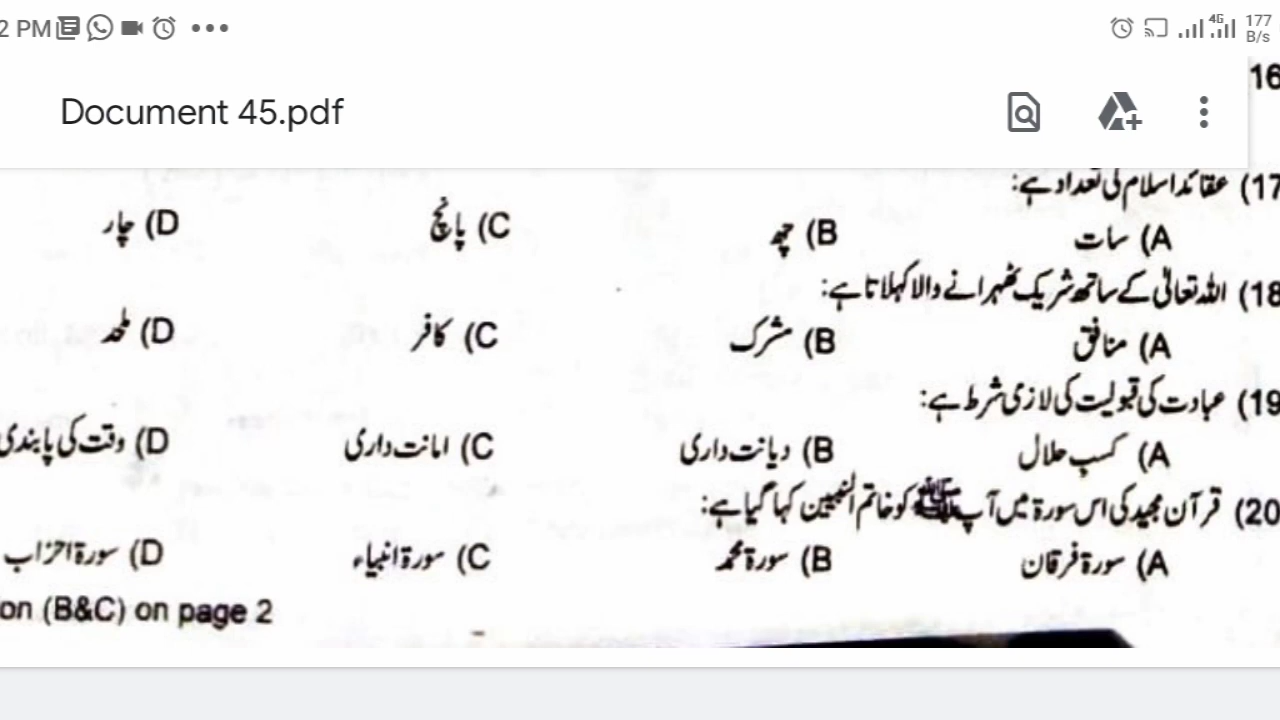 2 PM 4G 177 B/s
16
Document 45.pdf
17) عقائد اسلام کی تعداد ہے:
A) سات B) چھ C) پانچ D) چار
18) اللہ تعالیٰ کے ساتھ شریک ٹھہرانے والا کہلاتا ہے:
A) منافق B) مشرک C) کافر D) ملحد
19) عبادت کی قبولیت کی لازمی شرط ہے:
A) کسب حلال B) دیانت داری C) امانت داری D) وقت کی پابندی
20) قرآن مجید کی اس سورۃ میں آپ ﷺ کو خاتم النبیین کہا گیا ہے:
A) سورۃ فرقان B) سورۃ محمد C) سورۃ انبیاء D) سورۃ احزاب
on (B&C) on page 2